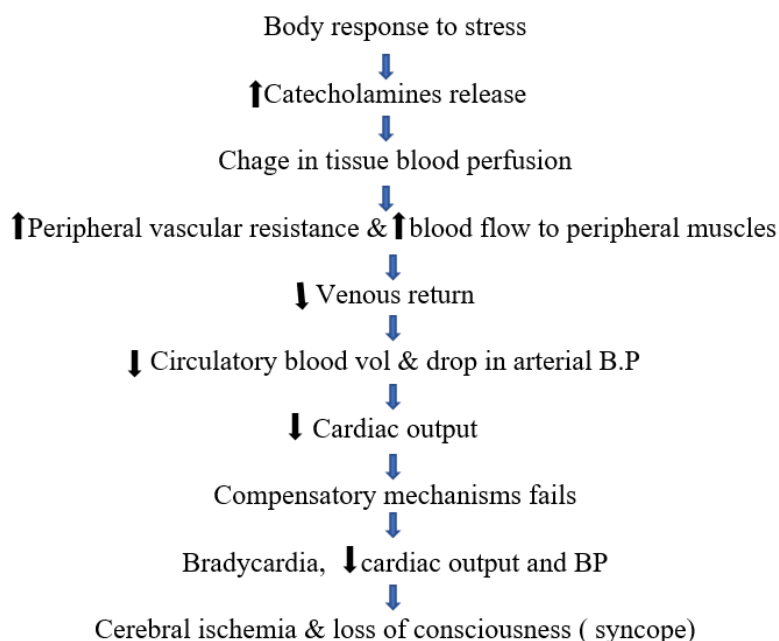 Body response to stress
⬆Catecholamines release
Chage in tissue blood perfusion
⬆Peripheral vascular resistance & ⬆blood flow to peripheral muscles
⬇ Venous return
⬇ Circulatory blood vol & drop in arterial B.P
⬇ Cardiac output
Compensatory mechanisms fails
Bradycardia, ⬇cardiac output and BP
Cerebral ischemia & loss of consciousness ( syncope)